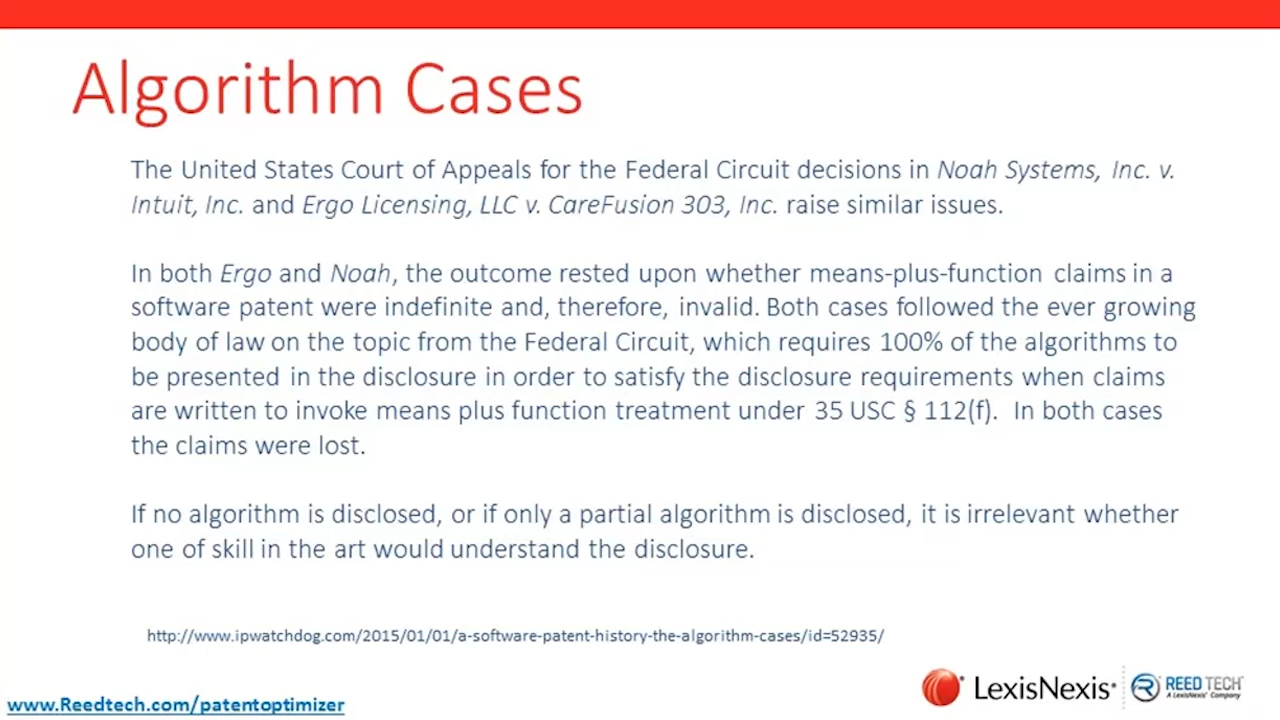 Algorithm Cases
The United States Court of Appeals for the Federal Circuit decisions in Noah Systems, Inc. v.
Intuit, Inc. and Ergo Licensing, LLC v. CareFusion 303, Inc. raise similar issues.
In both Ergo and Noah, the outcome rested upon whether means-plus-function claims in a
software patent were indefinite and, therefore, invalid. Both cases followed the ever growing
body of law on the topic from the Federal Circuit, which requires 100% of the algorithms to
be presented in the disclosure in order to satisfy the disclosure requirements when claims
are written to invoke means plus function treatment under 35 USC § 112(f). In both cases
the claims were lost.
If no algorithm is disclosed, or if only a partial algorithm is disclosed, it is irrelevant whether
one of skill in the art would understand the disclosure.
http://www.ipwatchdog.com/2015/01/01/a-software-patent-history-the-algorithm-cases/id=52935/
www.Reedtech.com/patentoptimizer
LexisNexis®
REED TECH™
A LexisNexis® Company